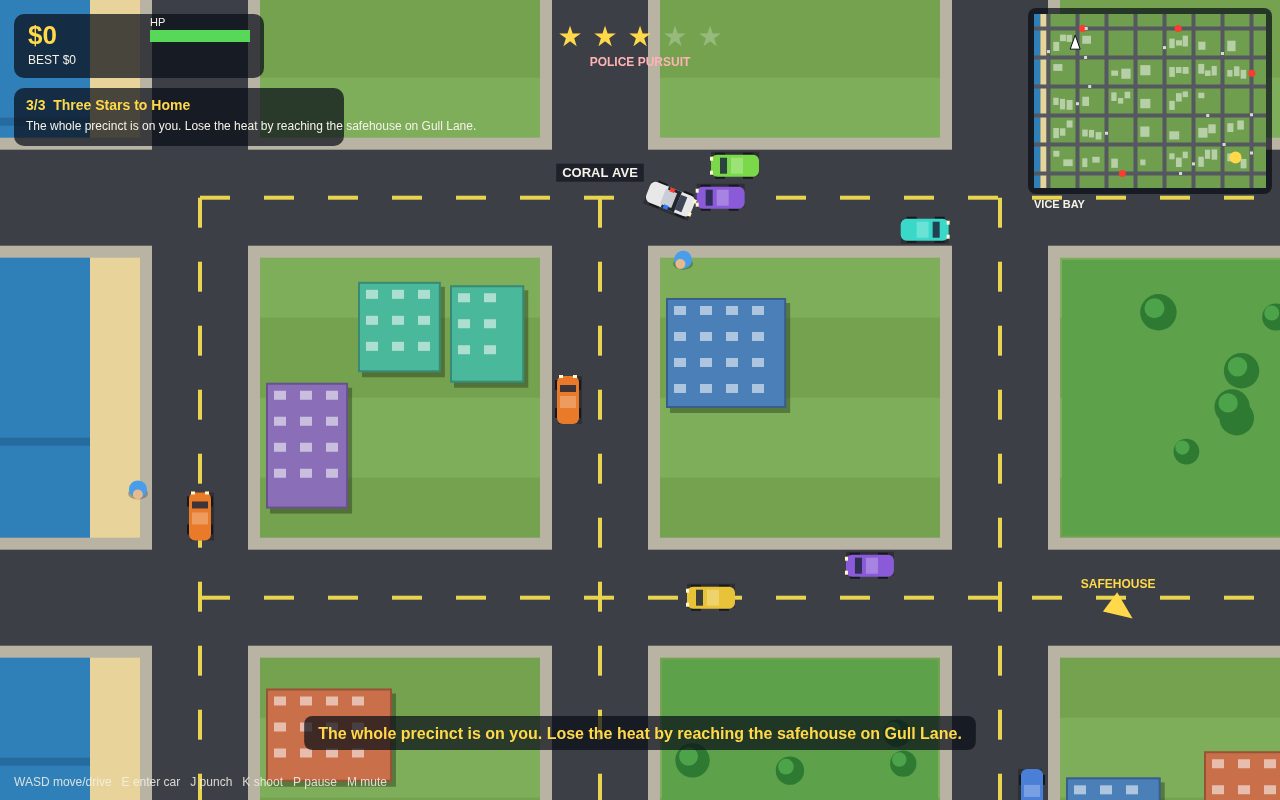 $0
HP
BEST $0
POLICE PURSUIT
3/3 Three Stars to Home
The whole precinct is on you. Lose the heat by reaching the safehouse on Gull Lane.
CORAL AVE
VICE BAY
SAFEHOUSE
The whole precinct is on you. Lose the heat by reaching the safehouse on Gull Lane.
WASD move/drive E enter car J punch K shoot P pause M mute